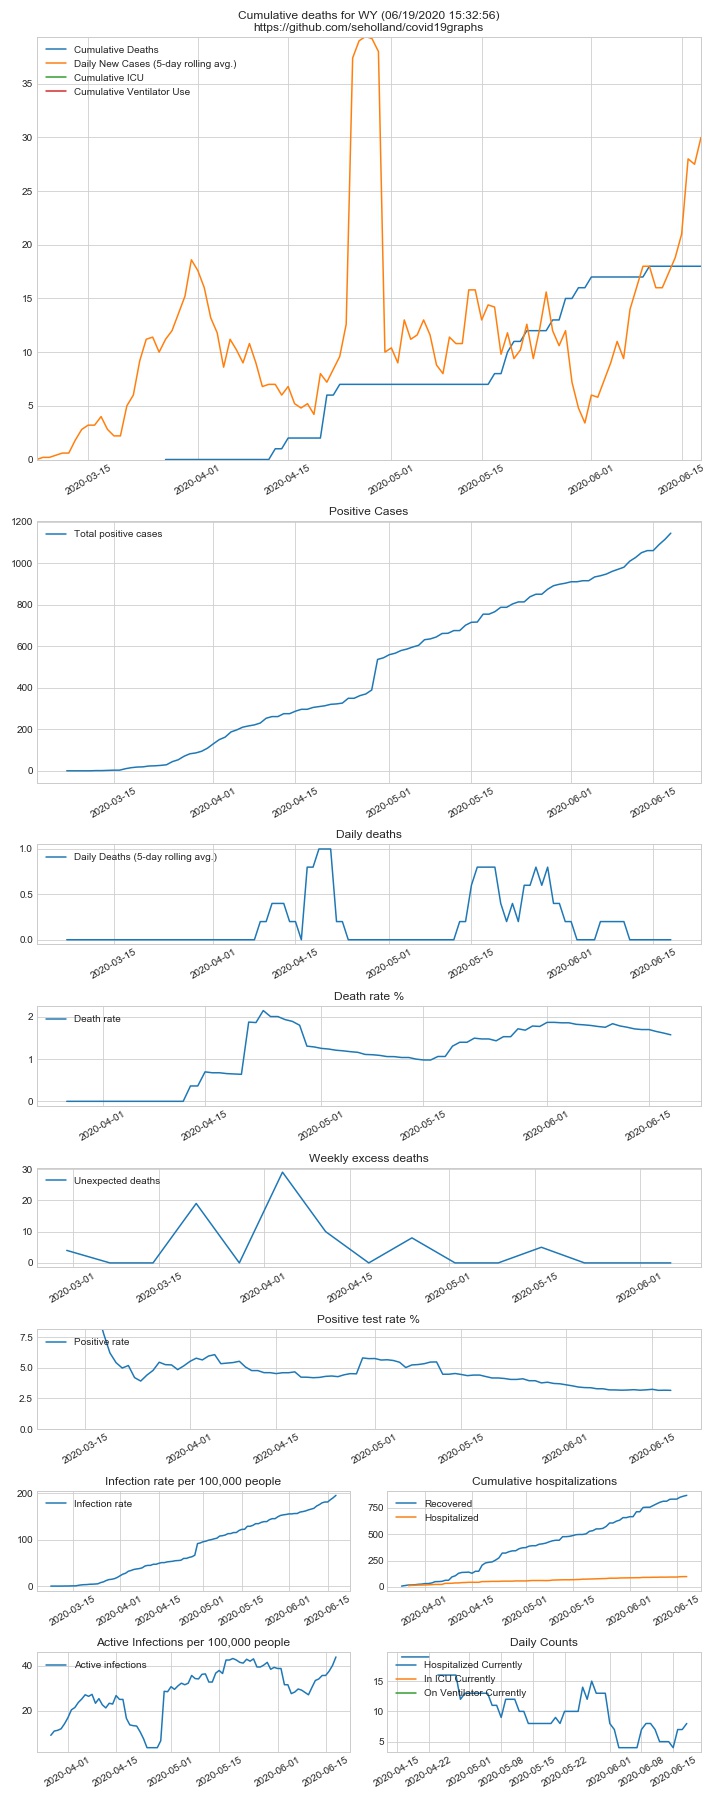 Cumulative deaths for WY (06/19/2020 15:32:56)
https://github.com/seholland/covid19graphs
Cumulative Deaths
Daily New Cases (5-day rolling avg.)
Cumulative ICU
Cumulative Ventilator Use
35
30
25
20
15
10
5
0
2020-03-15 2020-04-01 2020-04-15 2020-05-01 2020-05-15 2020-06-01 2020-06-15
Positive Cases
Total positive cases
1200
1000
800
600
400
200
0
2020-03-15 2020-04-01 2020-04-15 2020-05-01 2020-05-15 2020-06-01 2020-06-15
Daily deaths
Daily Deaths (5-day rolling avg.)
1.0
0.5
0.0
2020-03-15 2020-04-01 2020-04-15 2020-05-01 2020-05-15 2020-06-01 2020-06-15
Death rate %
Death rate
2
1
0
2020-04-01 2020-04-15 2020-05-01 2020-05-15 2020-06-01 2020-06-15
Weekly excess deaths
Unexpected deaths
30
20
10
0
2020-03-01 2020-03-15 2020-04-01 2020-04-15 2020-05-01 2020-05-15 2020-06-01
Positive test rate %
Positive rate
7.5
5.0
2.5
0.0
2020-03-15 2020-04-01 2020-04-15 2020-05-01 2020-05-15 2020-06-01 2020-06-15
Infection rate per 100,000 people
Infection rate
200
100
0
2020-03-15 2020-04-01 2020-04-15 2020-05-01 2020-05-15 2020-06-01 2020-06-15
Cumulative hospitalizations
Recovered
Hospitalized
750
500
250
0
2020-04-01 2020-04-15 2020-05-01 2020-05-15 2020-06-01 2020-06-15
Active Infections per 100,000 people
Active infections
40
20
2020-04-01 2020-04-15 2020-05-01 2020-05-15 2020-06-01 2020-06-15
Daily Counts
Hospitalized Currently
In ICU Currently
On Ventilator Currently
15
10
5
2020-04-15 2020-04-22 2020-05-01 2020-05-08 2020-05-15 2020-05-22 2020-06-01 2020-06-08 2020-06-15